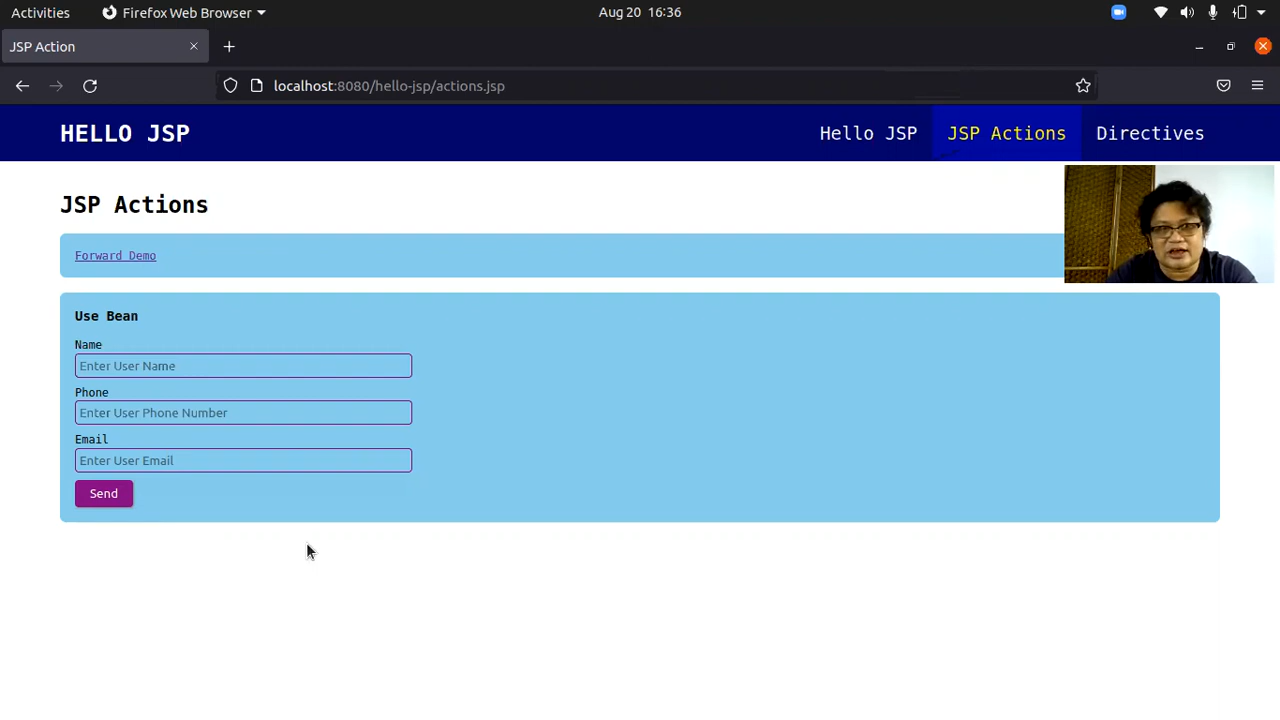 Activities Firefox Web Browser Aug 20 16:36
JSP Action
localhost:8080/hello-jsp/actions.jsp
HELLO JSP Hello JSP JSP Actions Directives
JSP Actions
Forward Demo
Use Bean
Name
Enter User Name
Phone
Enter User Phone Number
Email
Enter User Email
Send